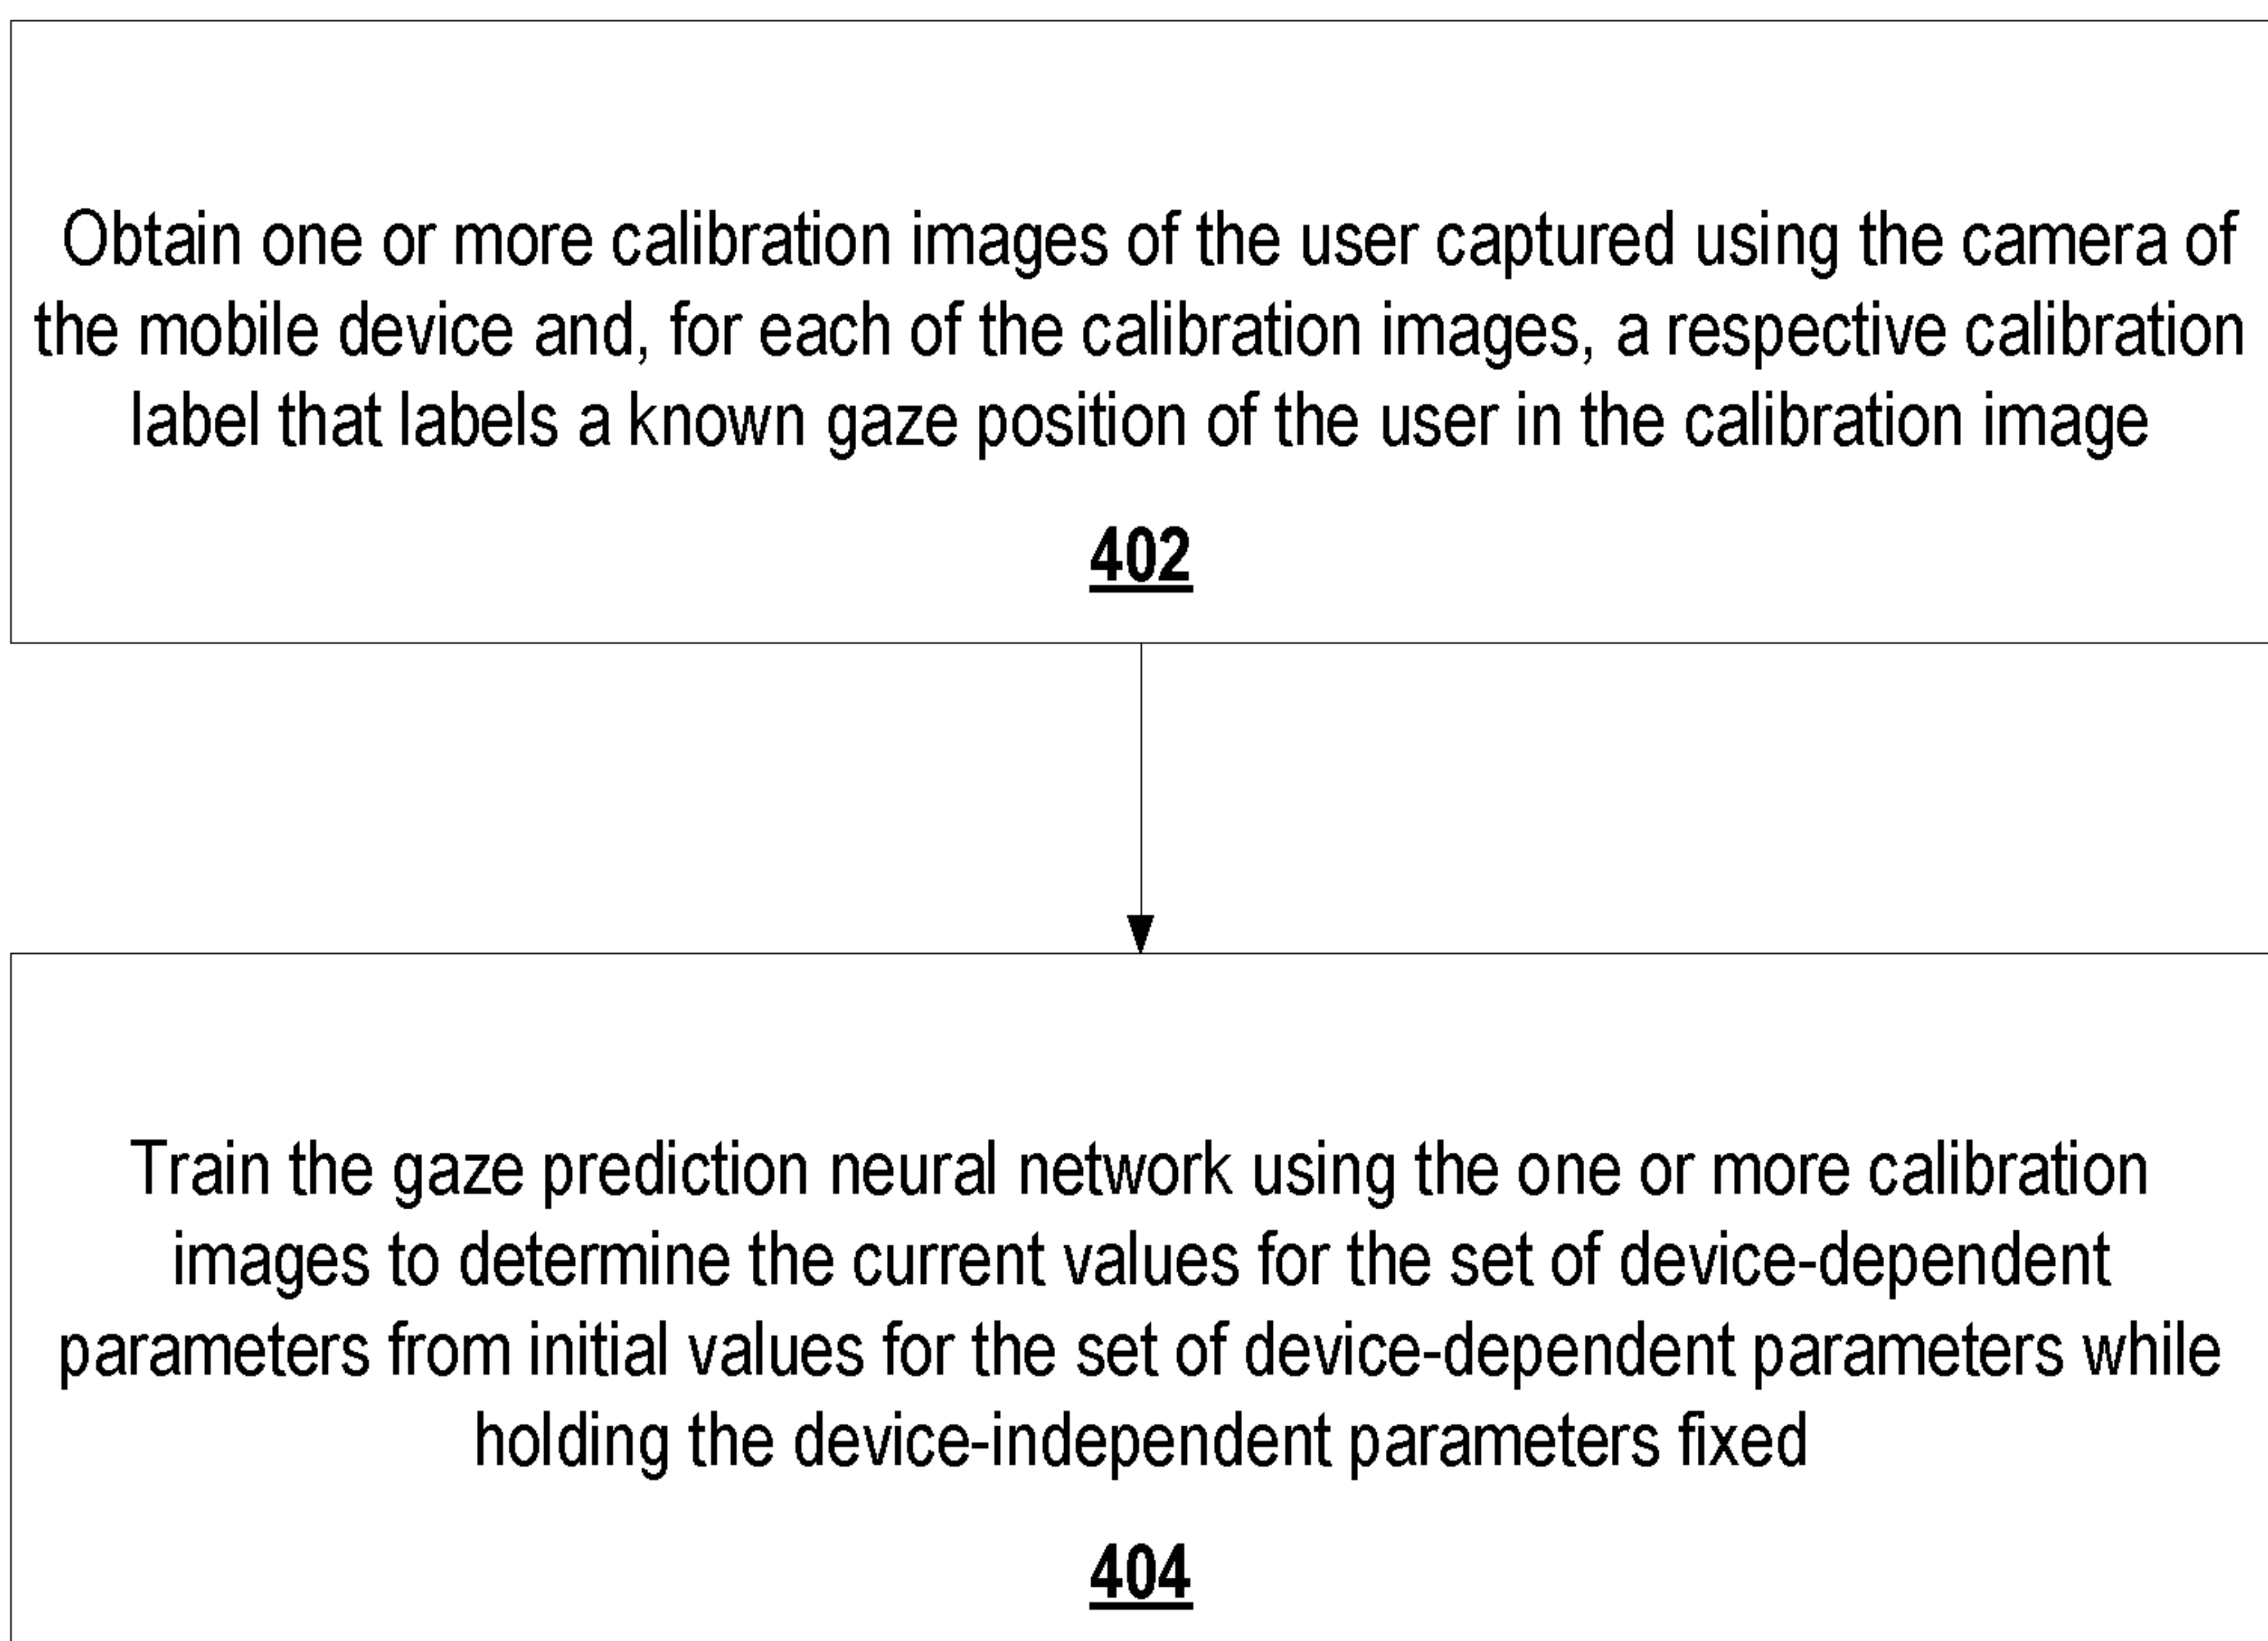 Obtain one or more calibration images of the user captured using the camera of
the mobile device and, for each of the calibration images, a respective calibration
label that labels a known gaze position of the user in the calibration image
402
Train the gaze prediction neural network using the one or more calibration
images to determine the current values for the set of device-dependent
parameters from initial values for the set of device-dependent parameters while
holding the device-independent parameters fixed
404